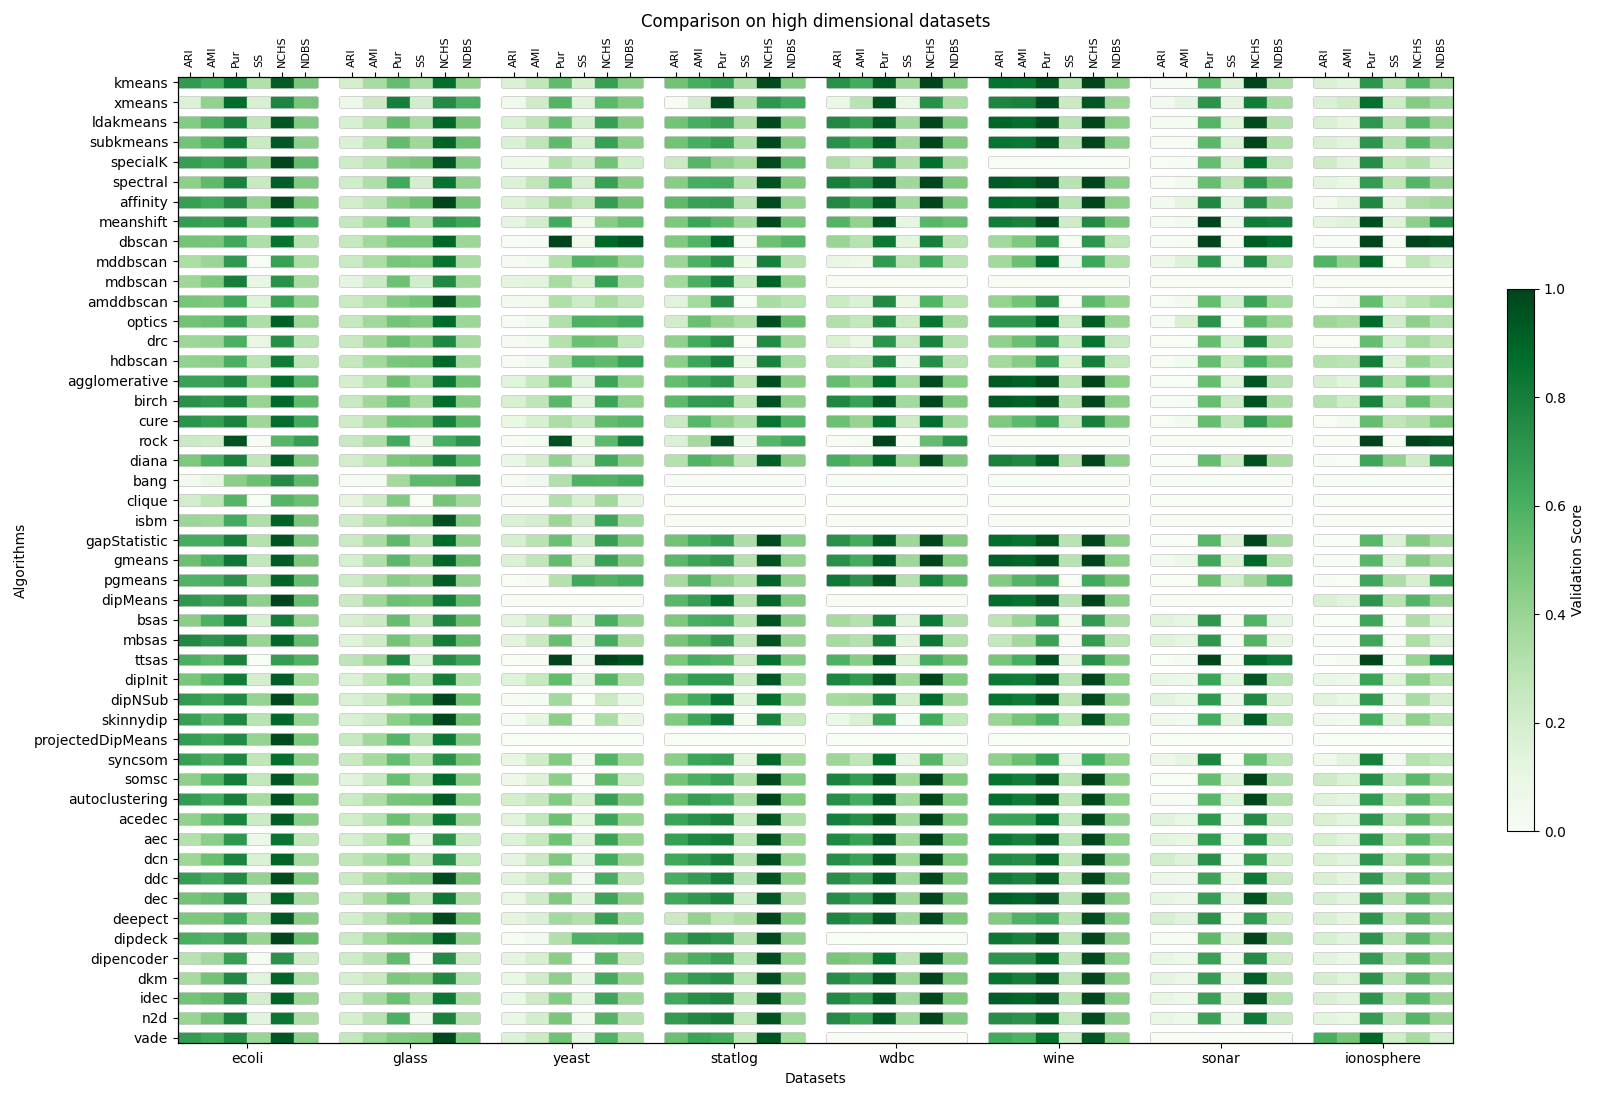 Comparison on high dimensional datasets
ARI AMI Pur SS NCHS NDBS ARI AMI Pur SS NCHS NDBS ARI AMI Pur SS NCHS NDBS ARI AMI Pur SS NCHS NDBS ARI AMI Pur SS NCHS NDBS ARI AMI Pur SS NCHS NDBS ARI AMI Pur SS NCHS NDBS ARI AMI Pur SS NCHS NDBS
kmeans
xmeans
ldakmeans
subkmeans
specialK
spectral
affinity
meanshift
dbscan
mddbscan
mdbscan
amddbscan
optics
drc
hdbscan
agglomerative
birch
cure
rock
diana
bang
clique
isbm
gapStatistic
gmeans
pgmeans
dipMeans
bsas
mbsas
ttsas
dipInit
dipNSub
skinnydip
projectedDipMeans
syncsom
somsc
autoclustering
acedec
aec
dcn
ddc
dec
deepect
dipdeck
dipencoder
dkm
idec
n2d
vade
Algorithms
ecoli glass yeast statlog wdbc wine sonar ionosphere
Datasets
1.0
0.8
0.6
0.4
0.2
0.0
Validation Score